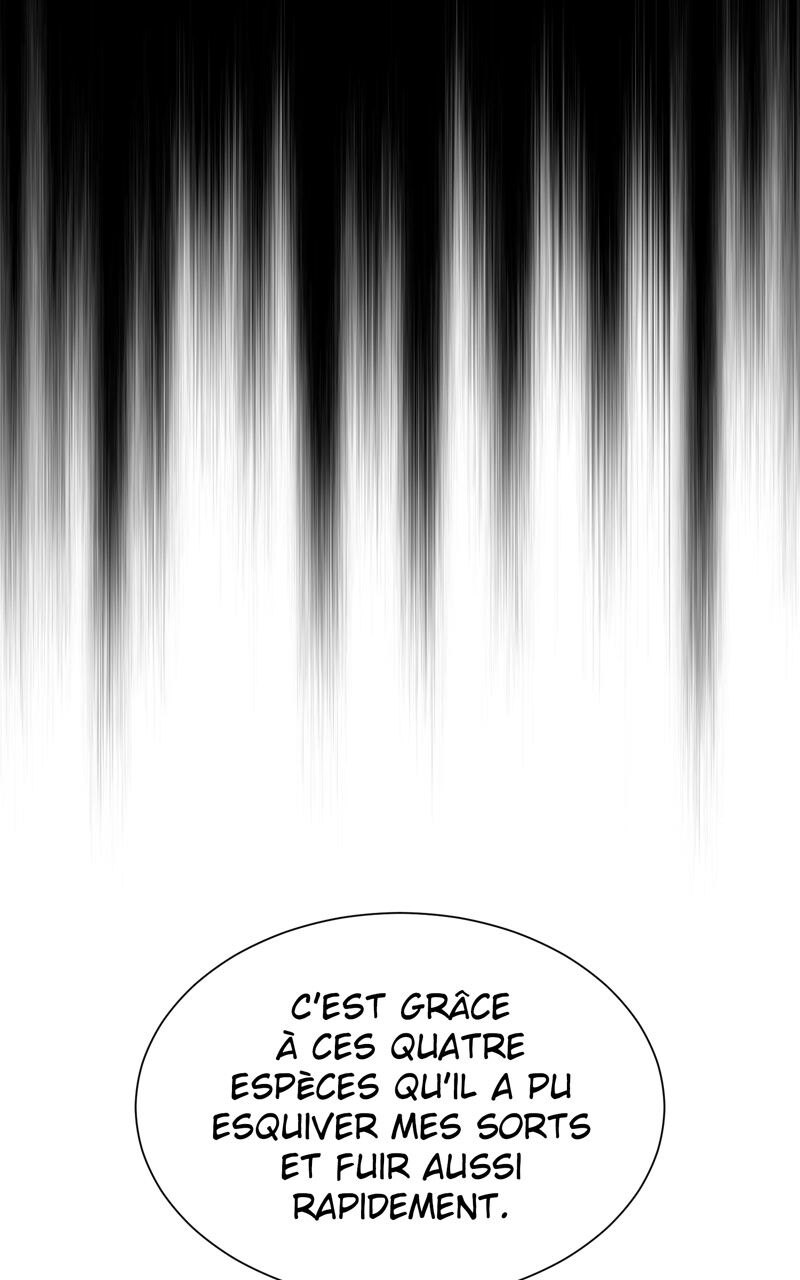 C'EST GRÂCE
À CES QUATRE
ESPÈCES QU'IL A PU
ESQUIVER MES SORTS
ET FUIR AUSSI
RAPIDEMENT.